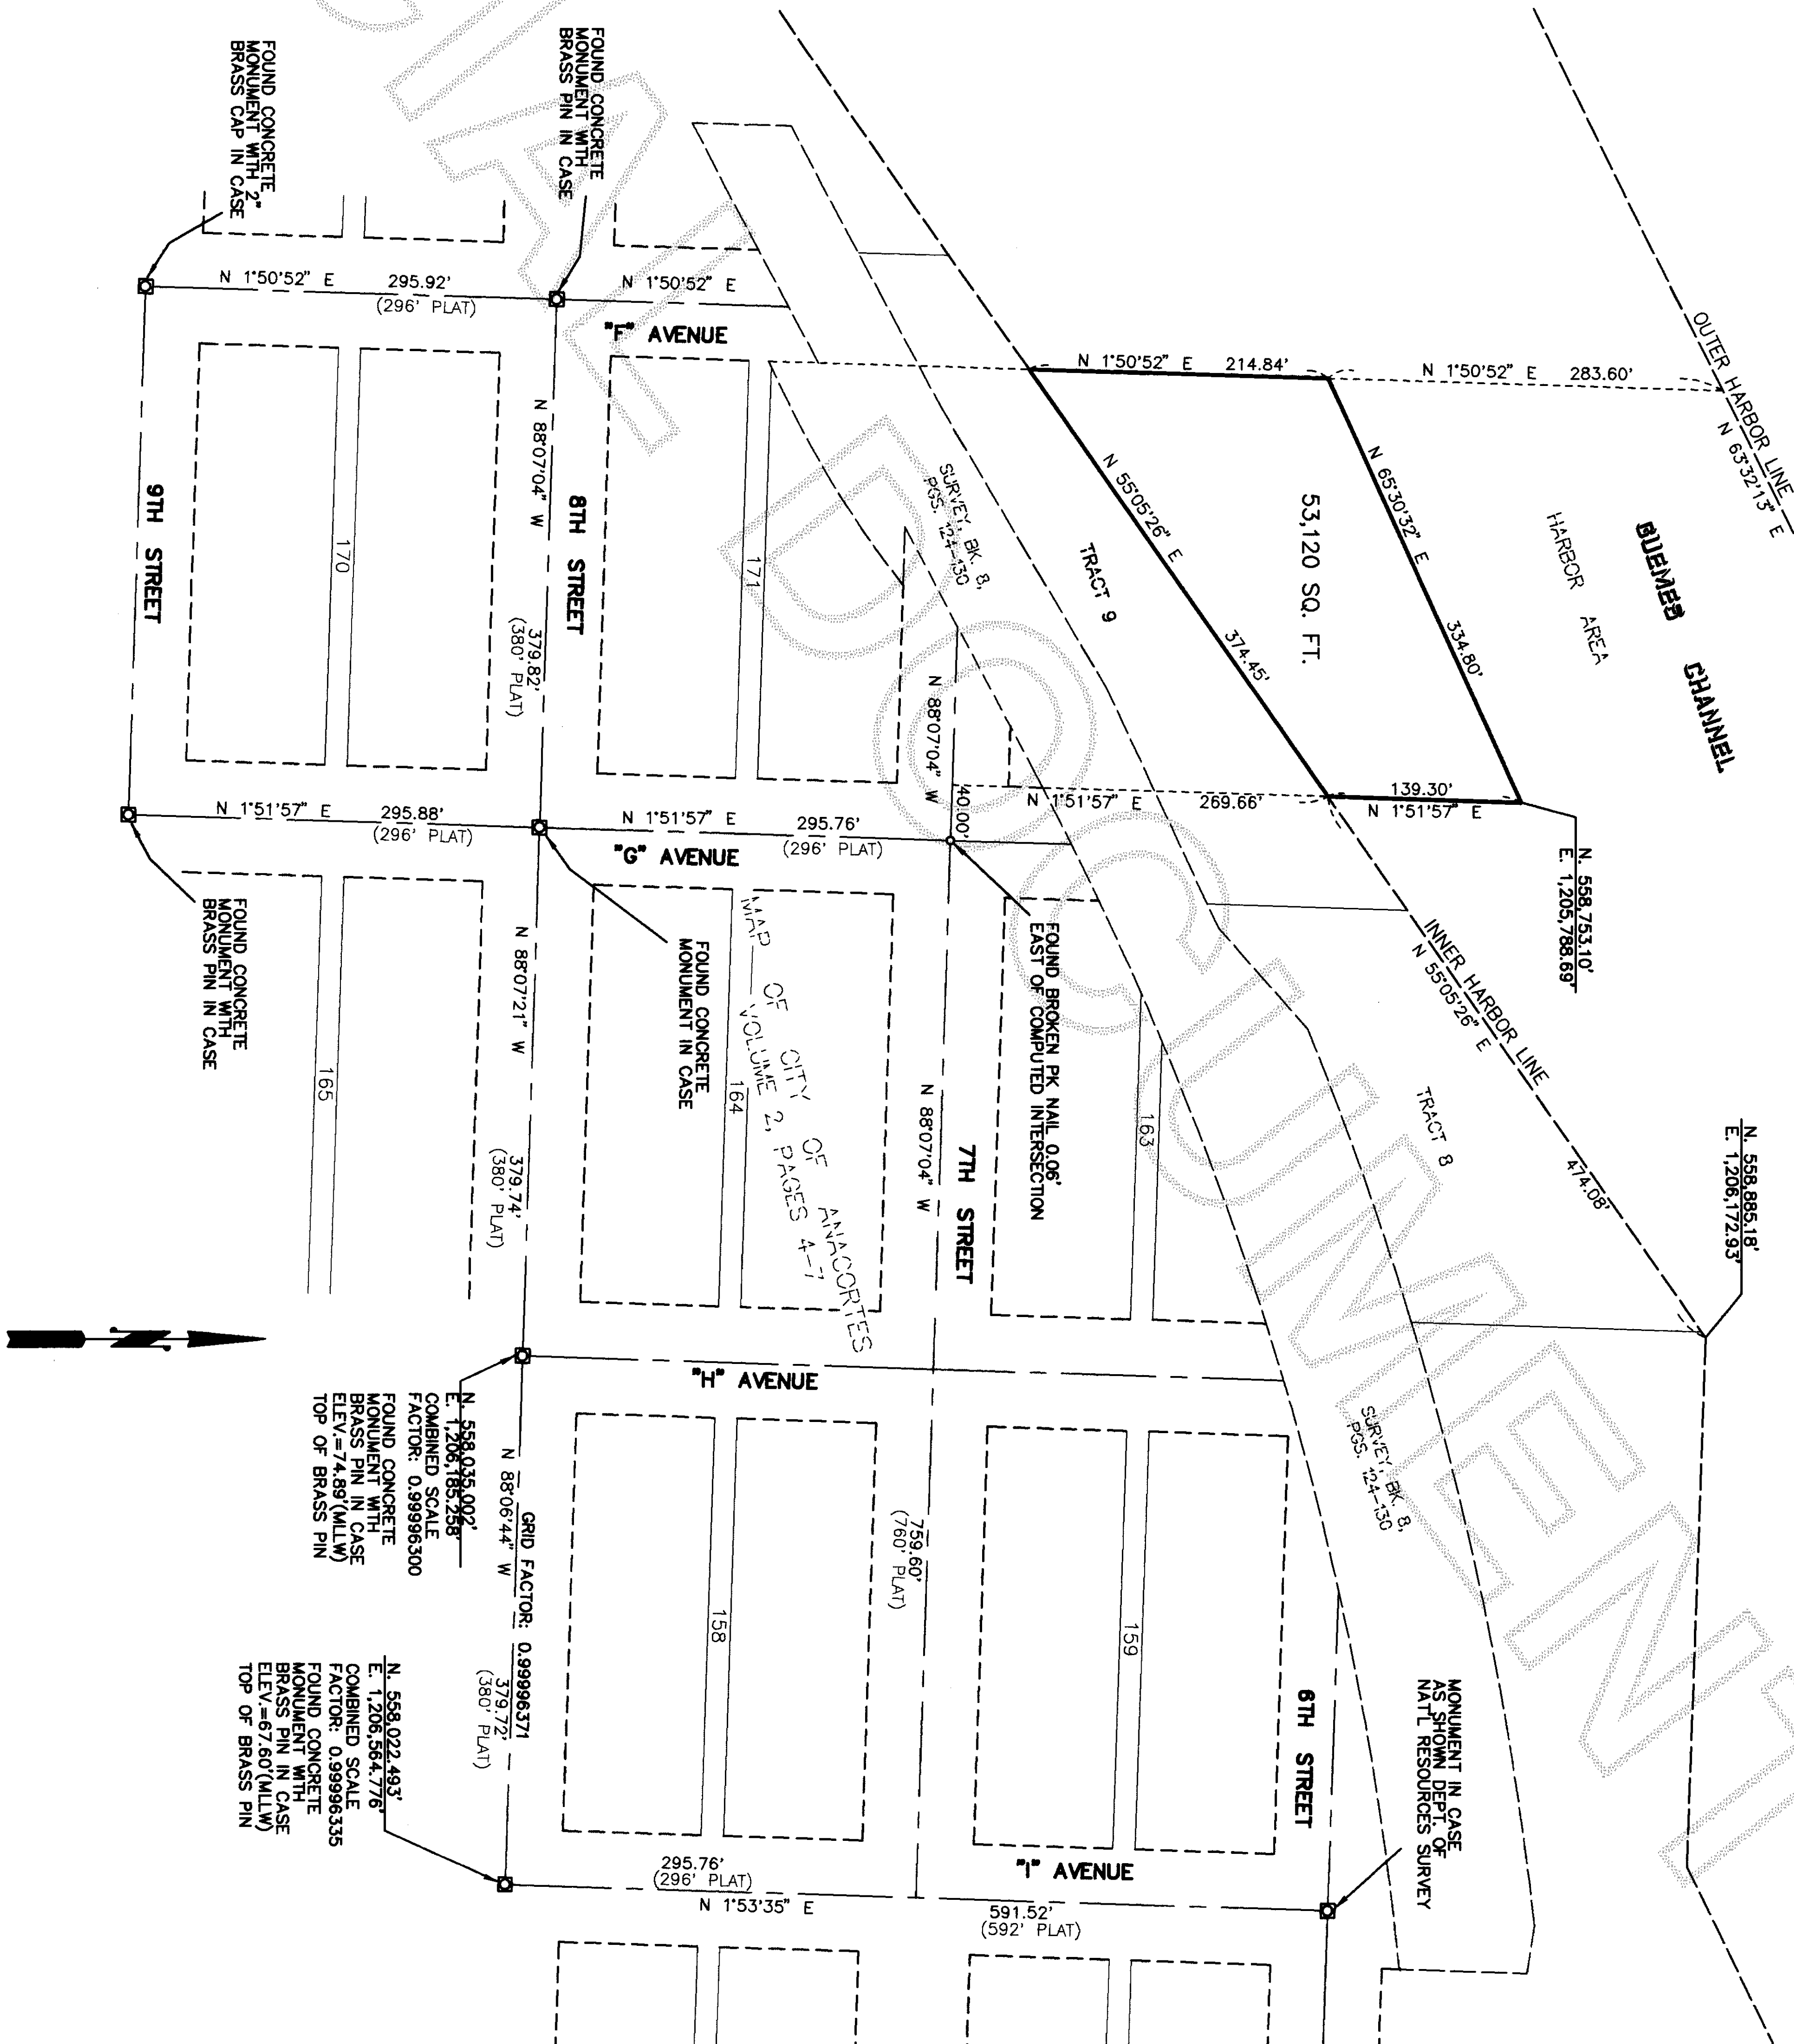 FOUND CONCRETE
MONUMENT WITH 2"
BRASS CAP IN CASE
FOUND CONCRETE
MONUMENT WITH
BRASS PIN IN CASE
N 1°50'52" E 295.92'
(296' PLAT)
N 1°50'52" E
"F" AVENUE
N 1°50'52" E 214.84'
N 1°50'52" E 283.60'
OUTER HARBOR LINE
N 63°32'13" E
GUEMES CHANNEL
HARBOR AREA
N 65°30'32" E
334.80'
53,120 SQ. FT.
N 55°05'26" E
374.45'
TRACT 9
SURVEY, BK. 8,
PGS. 124-130
171
170
N 88°07'04" W
379.82'
(380' PLAT)
8TH STREET
9TH STREET
N 88°07'04" W
40.00'
N 1°51'57" E 269.66'
139.30'
N 1°51'57" E
N. 558,753.10'
E. 1,205,788.69'
N 1°51'57" E 295.88'
(296' PLAT)
N 1°51'57" E 295.76'
(296' PLAT)
"G" AVENUE
FOUND CONCRETE
MONUMENT WITH
BRASS PIN IN CASE
FOUND CONCRETE
MONUMENT IN CASE
FOUND BROKEN PK NAIL 0.06'
EAST OF COMPUTED INTERSECTION
INNER HARBOR LINE
N 55°05'26" E
474.08'
TRACT 8
N. 558,885.18'
E. 1,206,172.93'
MAP OF CITY OF ANACORTES
VOLUME 2, PAGES 4-7
165
164
163
N 88°07'21" W
379.74'
(380' PLAT)
N 88°07'04" W
7TH STREET
"H" AVENUE
N. 558,035.002'
E. 1,206,185.258'
COMBINED SCALE
FACTOR: 0.99996300
FOUND CONCRETE
MONUMENT WITH
BRASS PIN IN CASE
ELEV.=74.89'(MLLW)
TOP OF BRASS PIN
GRID FACTOR: 0.99996371
N 88°06'44" W
379.72'
(380' PLAT)
759.60'
(760' PLAT)
158
159
SURVEY, BK. 8,
PGS. 124-130
6TH STREET
MONUMENT IN CASE
AS SHOWN DEPT. OF
NAT'L RESOURCES SURVEY
N. 558,022.493'
E. 1,206,564.776'
COMBINED SCALE
FACTOR: 0.99996335
FOUND CONCRETE
MONUMENT WITH
BRASS PIN IN CASE
ELEV.=67.60'(MLLW)
TOP OF BRASS PIN
295.76'
(296' PLAT)
N 1°53'35" E
"I" AVENUE
591.52'
(592' PLAT)
DOCUMENT